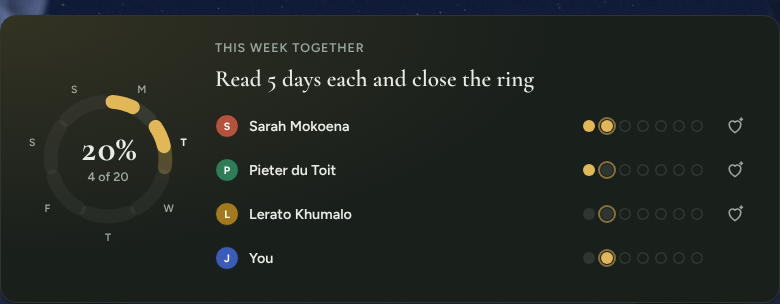 THIS WEEK TOGETHER
Read 5 days each and close the ring
S M
S T
20%
4 of 20
F W
T
S Sarah Mokoena
P Pieter du Toit
L Lerato Khumalo
J You